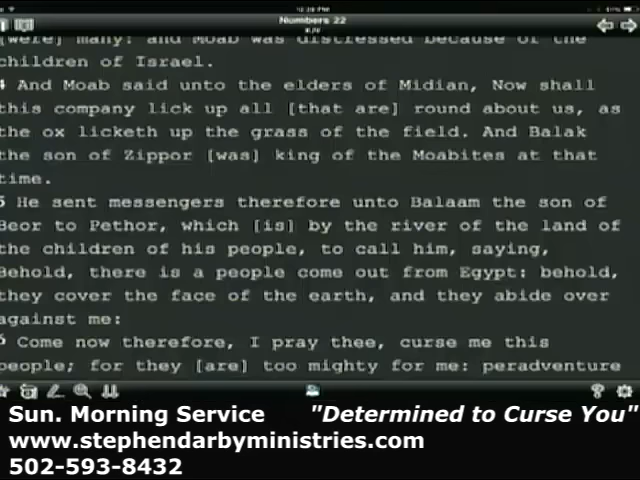 Numbers 22
[were] many: and Moab was distressed because of the
children of Israel.
4 And Moab said unto the elders of Midian, Now shall
this company lick up all [that are] round about us, as
the ox licketh up the grass of the field. And Balak
the son of Zippor [was] king of the Moabites at that
time.
5 He sent messengers therefore unto Balaam the son of
Beor to Pethor, which [is] by the river of the land of
the children of his people, to call him, saying,
Behold, there is a people come out from Egypt: behold,
they cover the face of the earth, and they abide over
against me:
6 Come now therefore, I pray thee, curse me this
people; for they [are] too mighty for me: peradventure
Sun. Morning Service "Determined to Curse You"
www.stephendarbyministries.com
502-593-8432